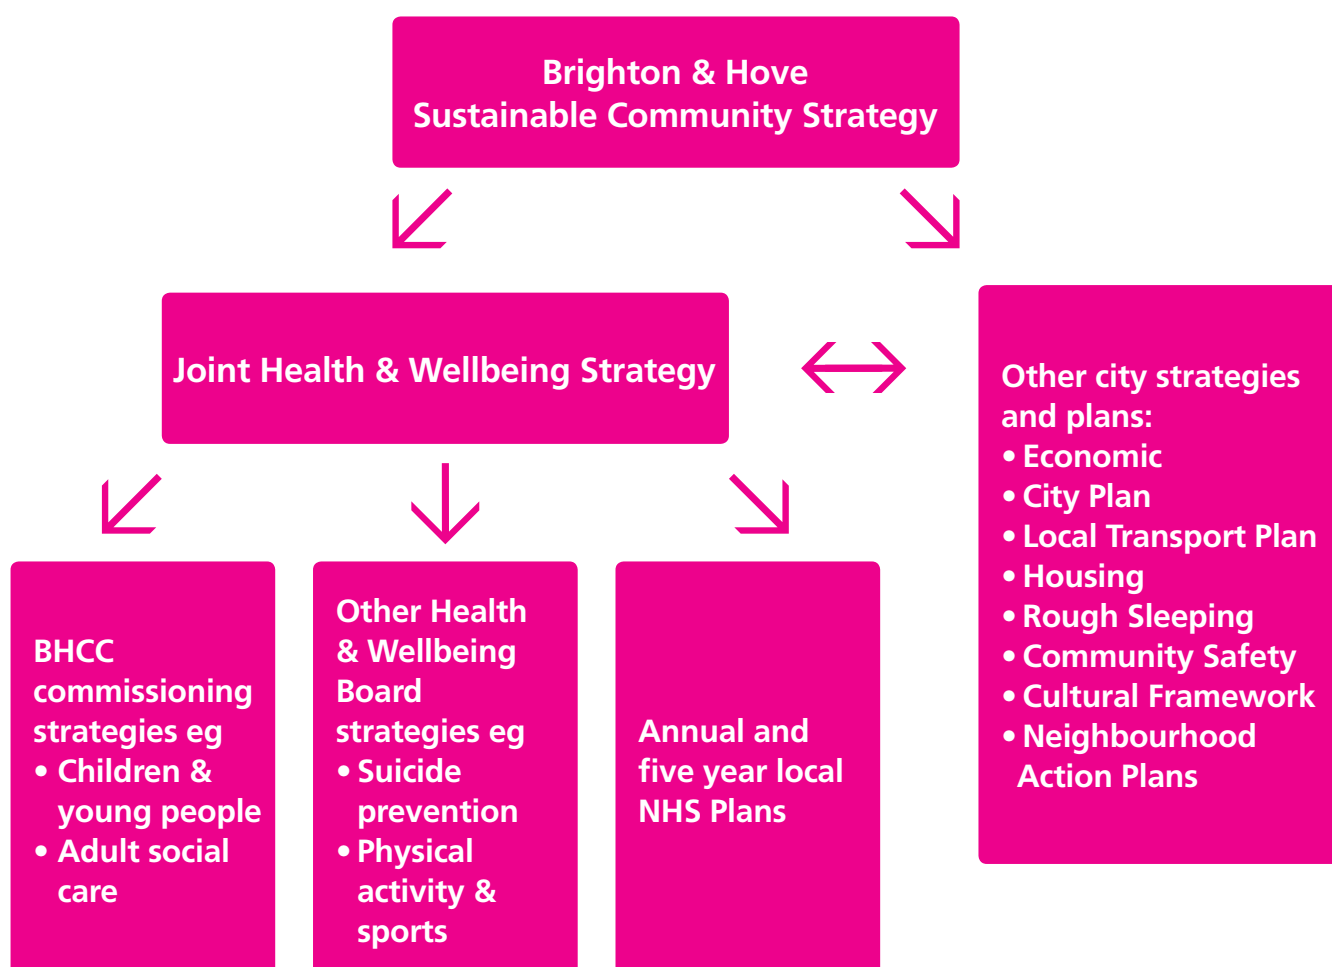 Brighton & Hove
Sustainable Community Strategy
Joint Health & Wellbeing Strategy
Other city strategies
and plans:
• Economic
• City Plan
• Local Transport Plan
• Housing
• Rough Sleeping
• Community Safety
• Cultural Framework
• Neighbourhood
Action Plans
BHCC
commissioning
strategies eg
• Children &
young people
• Adult social
care
Other Health
& Wellbeing
Board
strategies eg
• Suicide
prevention
• Physical
activity &
sports
Annual and
five year local
NHS Plans